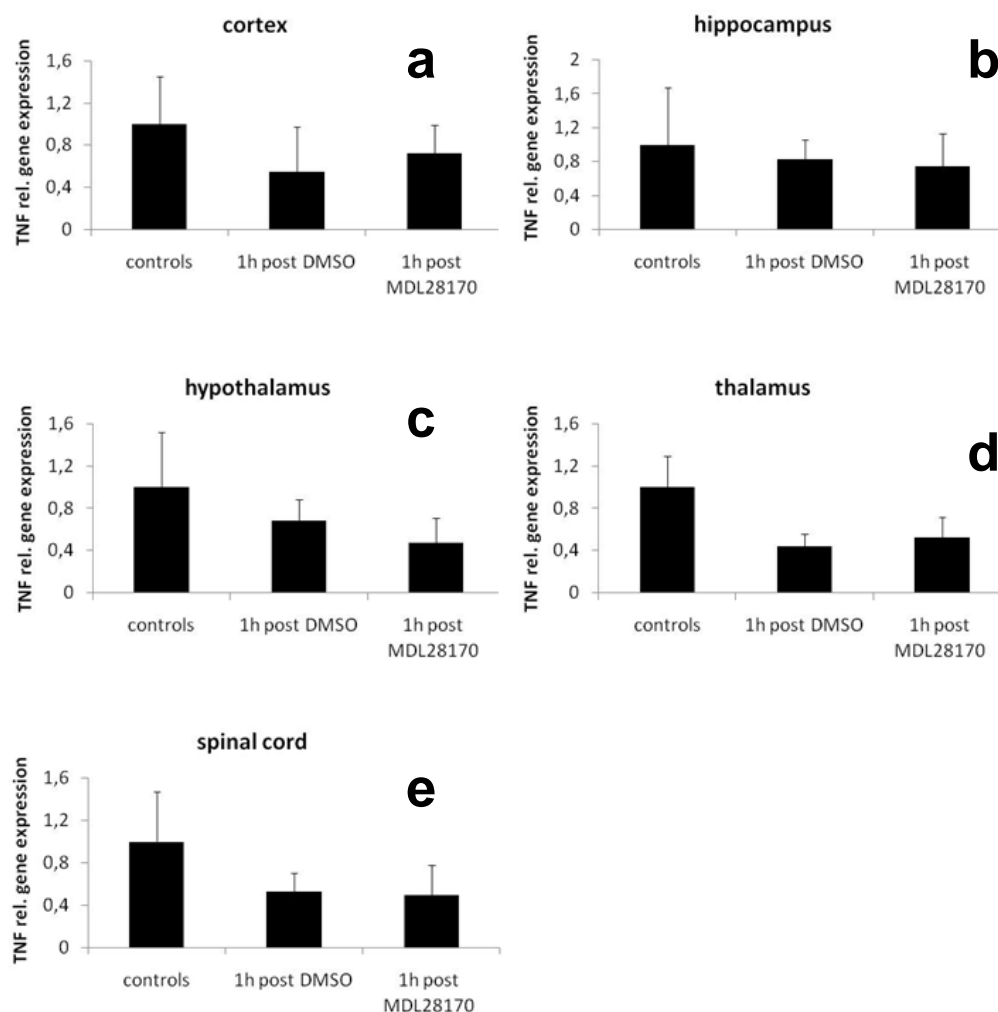 cortex
a
TNF rel. gene expression
1,6
1,2
0,8
0,4
0
controls
1h post DMSO
1h post
MDL28170
hippocampus
b
TNF rel. gene expression
2
1,6
1,2
0,8
0,4
0
controls
1h post DMSO
1h post
MDL28170
hypothalamus
c
TNF rel. gene expression
1,6
1,2
0,8
0,4
0
controls
1h post DMSO
1h post
MDL28170
thalamus
d
TNF rel. gene expression
1,6
1,2
0,8
0,4
0
controls
1h post DMSO
1h post
MDL28170
spinal cord
e
TNF rel. gene expression
1,6
1,2
0,8
0,4
0
controls
1h post DMSO
1h post
MDL28170